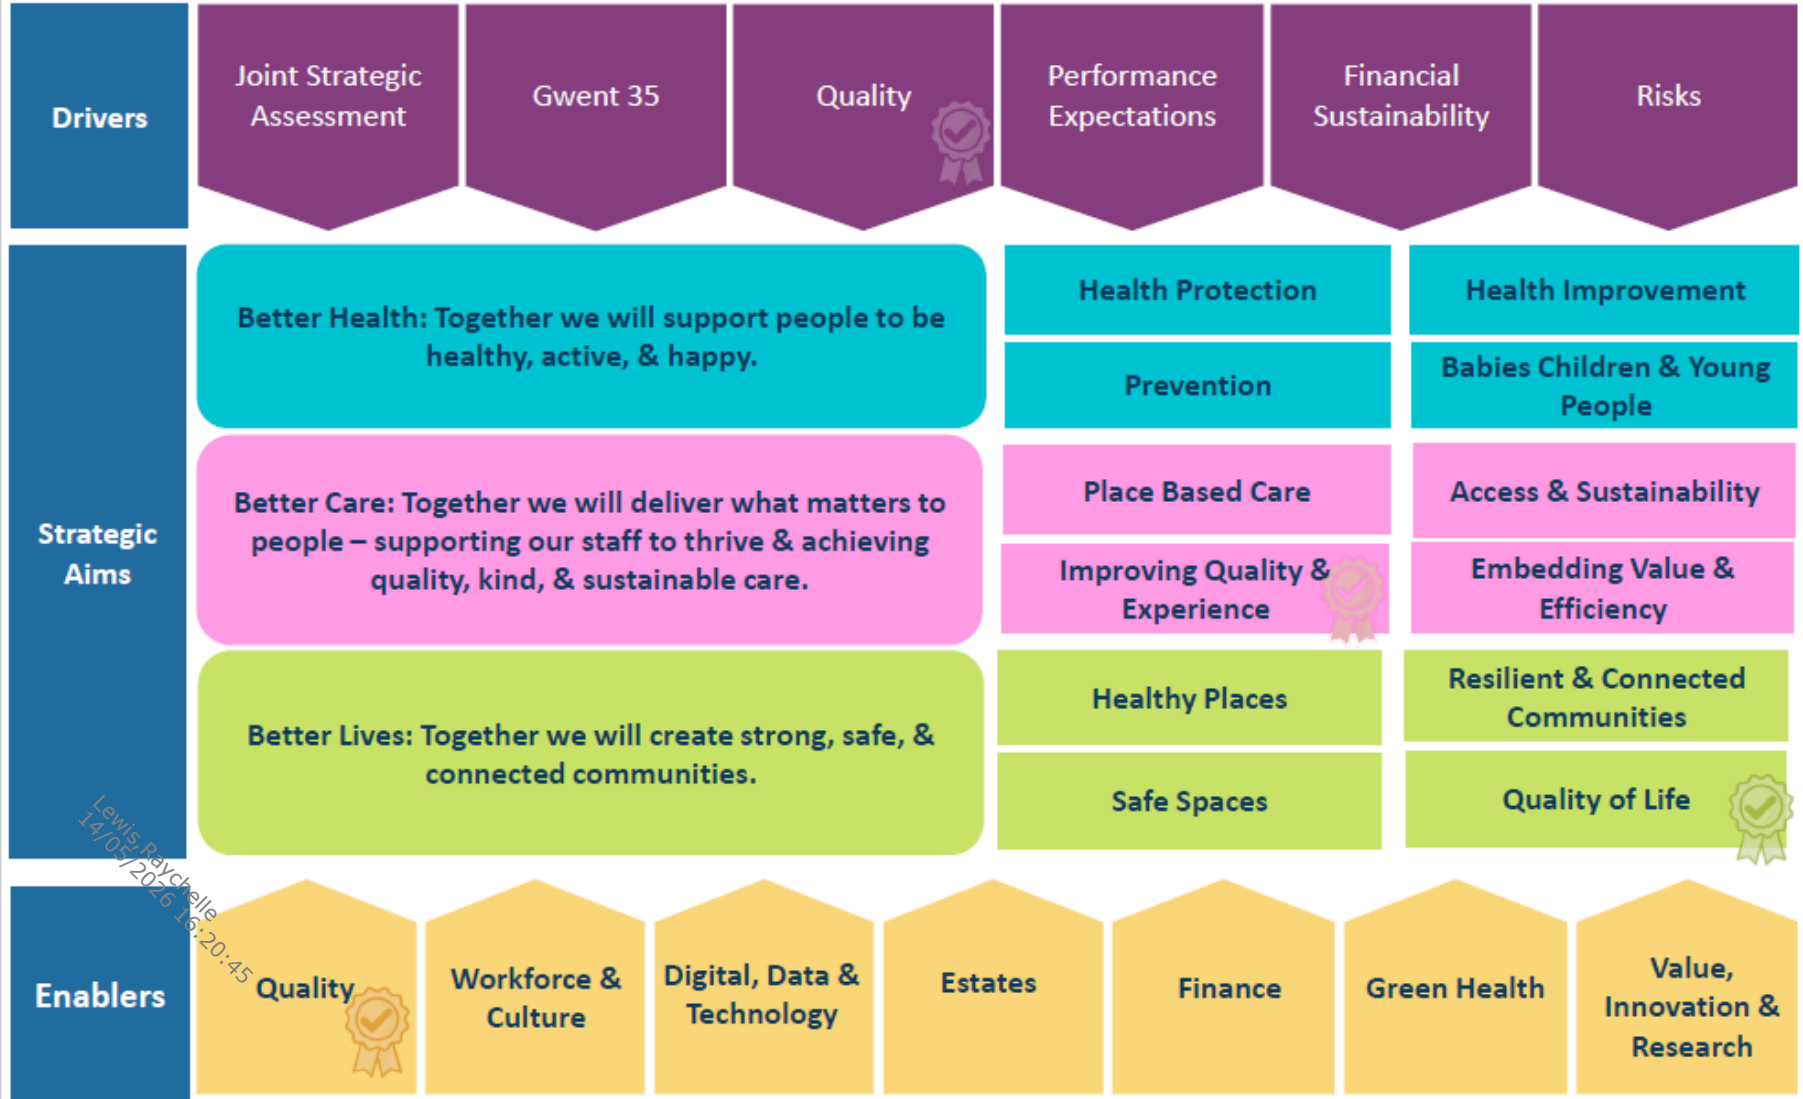 Drivers
Joint Strategic
Assessment
Gwent 35
Quality
Performance
Expectations
Financial
Sustainability
Risks
Strategic
Aims
Better Health: Together we will support people to be
healthy, active, & happy.
Health Protection
Health Improvement
Prevention
Babies Children & Young
People
Better Care: Together we will deliver what matters to
people – supporting our staff to thrive & achieving
quality, kind, & sustainable care.
Place Based Care
Access & Sustainability
Improving Quality &
Experience
Embedding Value &
Efficiency
Better Lives: Together we will create strong, safe, &
connected communities.
Healthy Places
Resilient & Connected
Communities
Safe Spaces
Quality of Life
Lewis, Raychelle
14/05/2026 16:20:45
Enablers
Quality
Workforce &
Culture
Digital, Data &
Technology
Estates
Finance
Green Health
Value,
Innovation &
Research